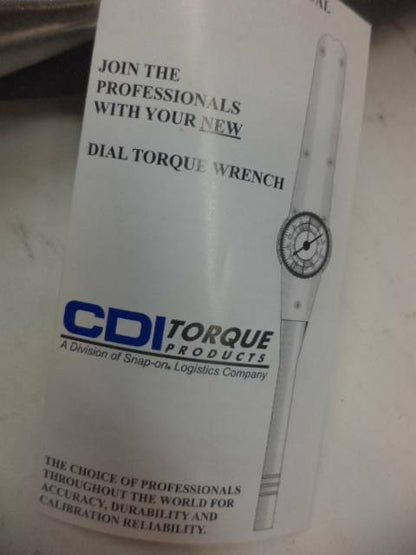 JOIN THE
PROFESSIONALS
WITH YOUR NEW
DIAL TORQUE WRENCH
CDI TORQUE
PRODUCTS
A Division of Snap-on® Logistics Company
THE CHOICE OF PROFESSIONALS
THROUGHOUT THE WORLD FOR
ACCURACY, DURABILITY AND
CALIBRATION RELIABILITY.